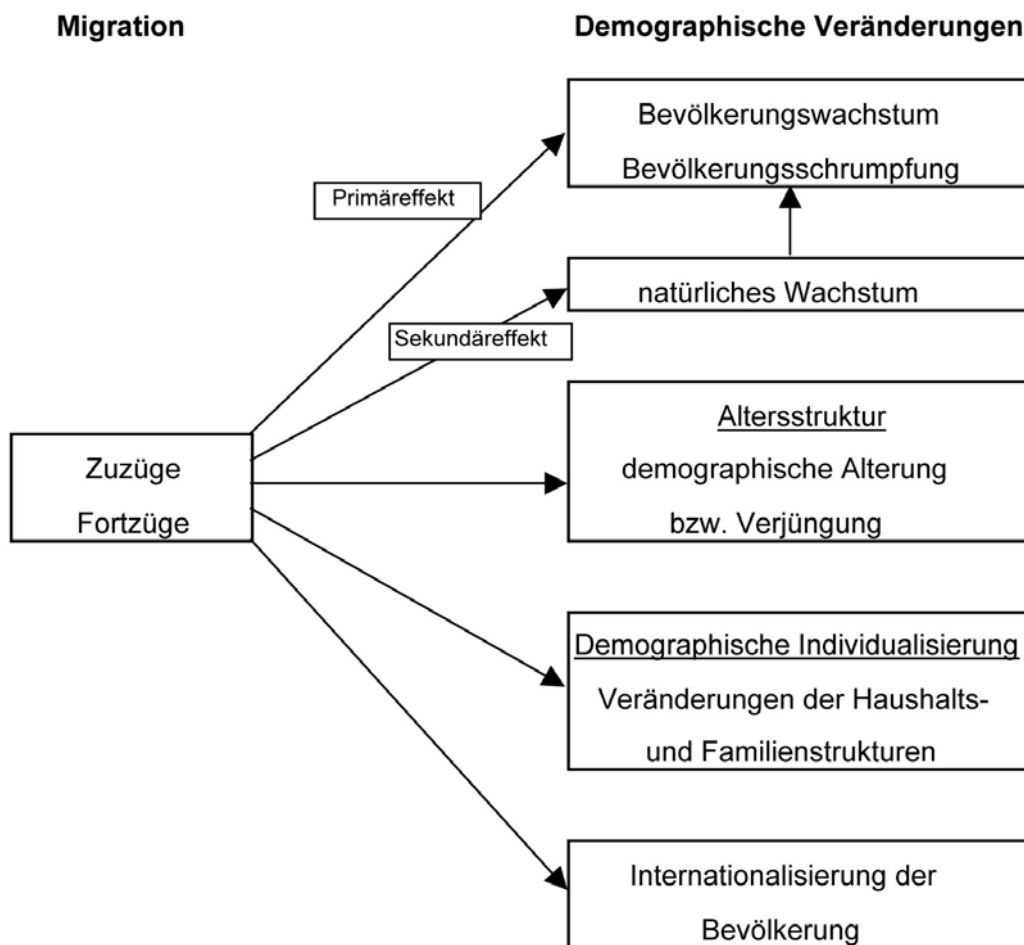 Migration
Demographische Veränderungen
Bevölkerungswachstum
Bevölkerungsschrumpfung
Primäreffekt
natürliches Wachstum
Sekundäreffekt
Altersstruktur
demographische Alterung
bzw. Verjüngung
Zuzüge
Fortzüge
Demographische Individualisierung
Veränderungen der Haushalts-
und Familienstrukturen
Internationalisierung der
Bevölkerung